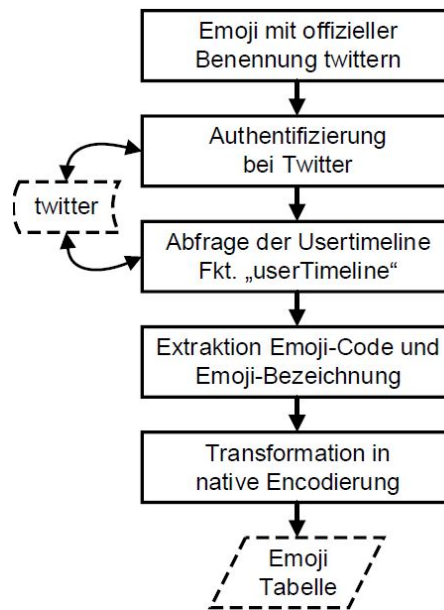 Emoji mit offizieller
Benennung twittern
Authentifizierung
bei Twitter
twitter
Abfrage der Usertimeline
Fkt. „userTimeline“
Extraktion Emoji-Code und
Emoji-Bezeichnung
Transformation in
native Encodierung
Emoji
Tabelle